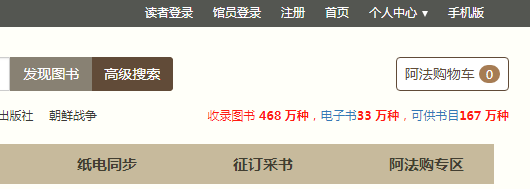 读者登录 馆员登录 注册 首页 个人中心 ▼ 手机版
发现图书 高级搜索 阿法购物车 0
出版社 朝鲜战争 收录图书 468 万种，电子书33 万种，可供书目167 万种
纸电同步 征订采书 阿法购专区